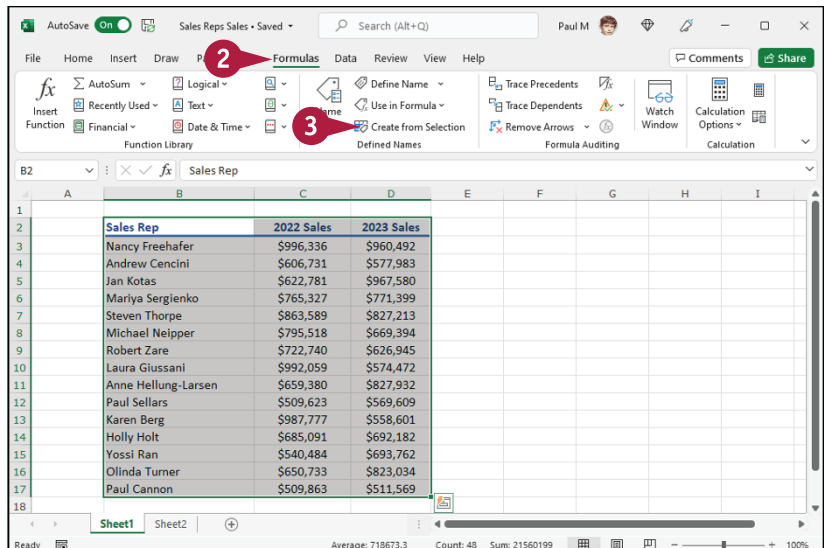 AutoSave On Sales Reps Sales • Saved Search (Alt+Q) Paul M
File Home Insert Draw P 2 Formulas Data Review View Help Comments Share
fx Insert Function
AutoSum
Recently Used
Financial
Logical
Text
Date & Time
Function Library
Define Name
Use in Formula
3 Create from Selection
Defined Names
Trace Precedents
Trace Dependents
Remove Arrows
Formula Auditing
Watch Window
Calculation Options
Calculation
B2 fx Sales Rep
A B C D E F G H I
1
2 Sales Rep 2022 Sales 2023 Sales
3 Nancy Freehafer $996,336 $960,492
4 Andrew Cencini $606,731 $577,983
5 Jan Kotas $622,781 $967,580
6 Mariya Sergienko $765,327 $771,399
7 Steven Thorpe $863,589 $827,213
8 Michael Neipper $795,518 $669,394
9 Robert Zare $722,740 $626,945
10 Laura Giussani $992,059 $574,472
11 Anne Hellung-Larsen $659,380 $827,932
12 Paul Sellars $509,623 $569,609
13 Karen Berg $987,777 $558,601
14 Holly Holt $685,091 $692,182
15 Yossi Ran $540,484 $693,762
16 Olinda Turner $650,733 $823,034
17 Paul Cannon $509,863 $511,569
18
Sheet1 Sheet2
Ready Average: 718673.3 Count: 48 Sum: 21560199 100%